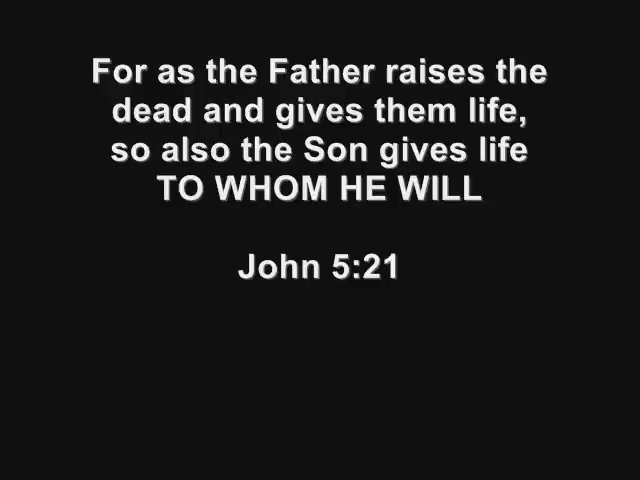 For as the Father raises the
dead and gives them life,
so also the Son gives life
TO WHOM HE WILL
John 5:21